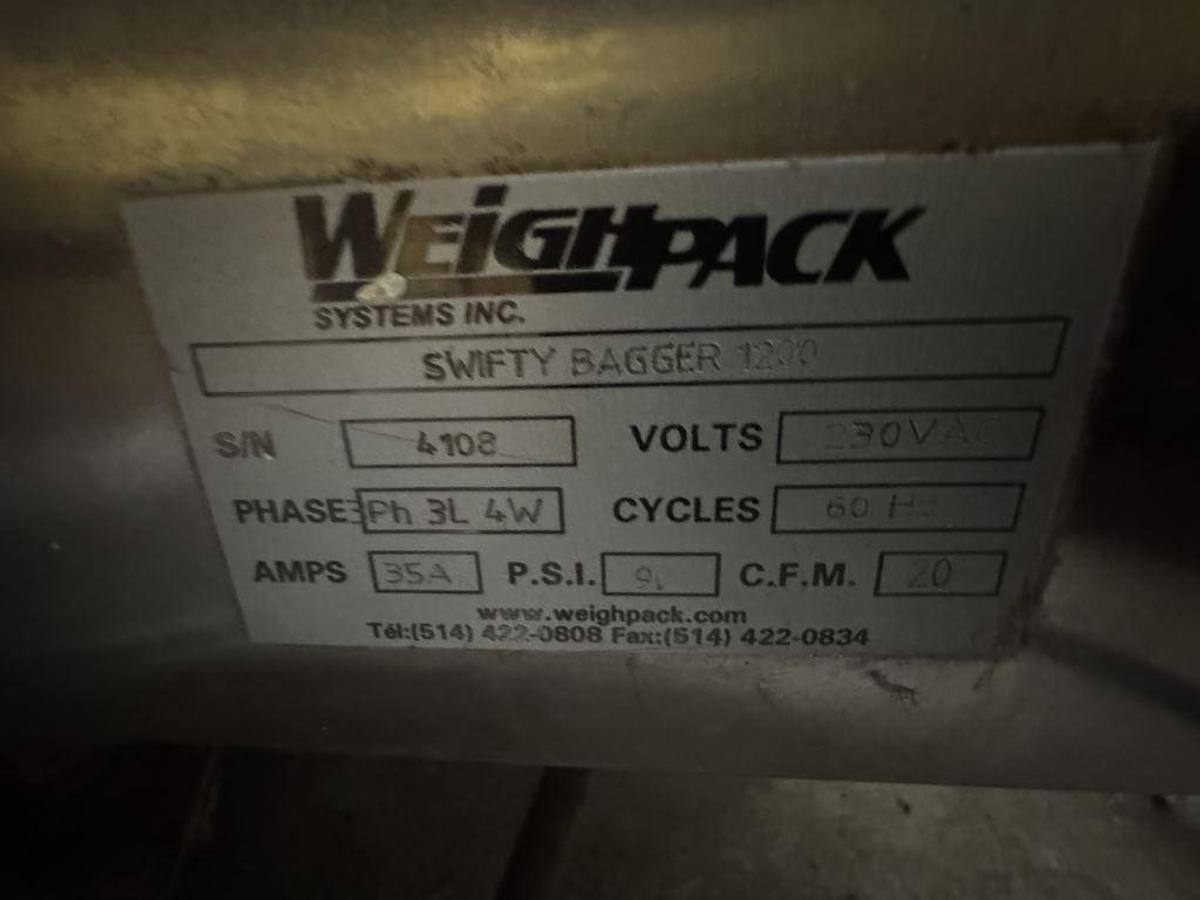 WEIGHPACK
SYSTEMS INC.
SWIFTY BAGGER 1200
S/N 4108 VOLTS 230VAC
PHASE 3Ph 3L 4W CYCLES 60 Hz
AMPS 35A P.S.I. C.F.M. 20
www.weighpack.com
Tél:(514) 422-0808 Fax:(514) 422-0834